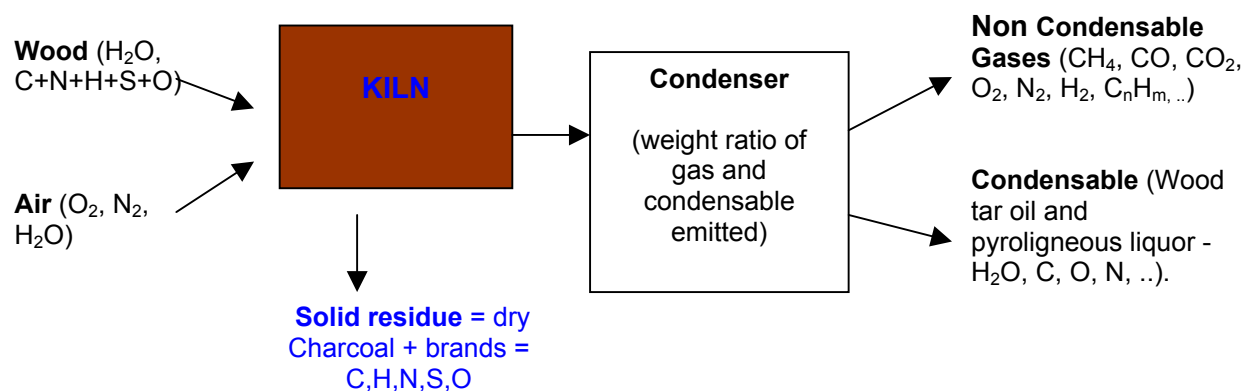 Wood (H₂O,
C+N+H+S+O)
Air (O₂, N₂,
H₂O)
KILN
Solid residue = dry
Charcoal + brands =
C,H,N,S,O
Condenser
(weight ratio of
gas and
condensable
emitted)
Non Condensable
Gases (CH₄, CO, CO₂,
O₂, N₂, H₂, CₙHₘ, ..)
Condensable (Wood
tar oil and
pyroligneous liquor -
H₂O, C, O, N, ..).